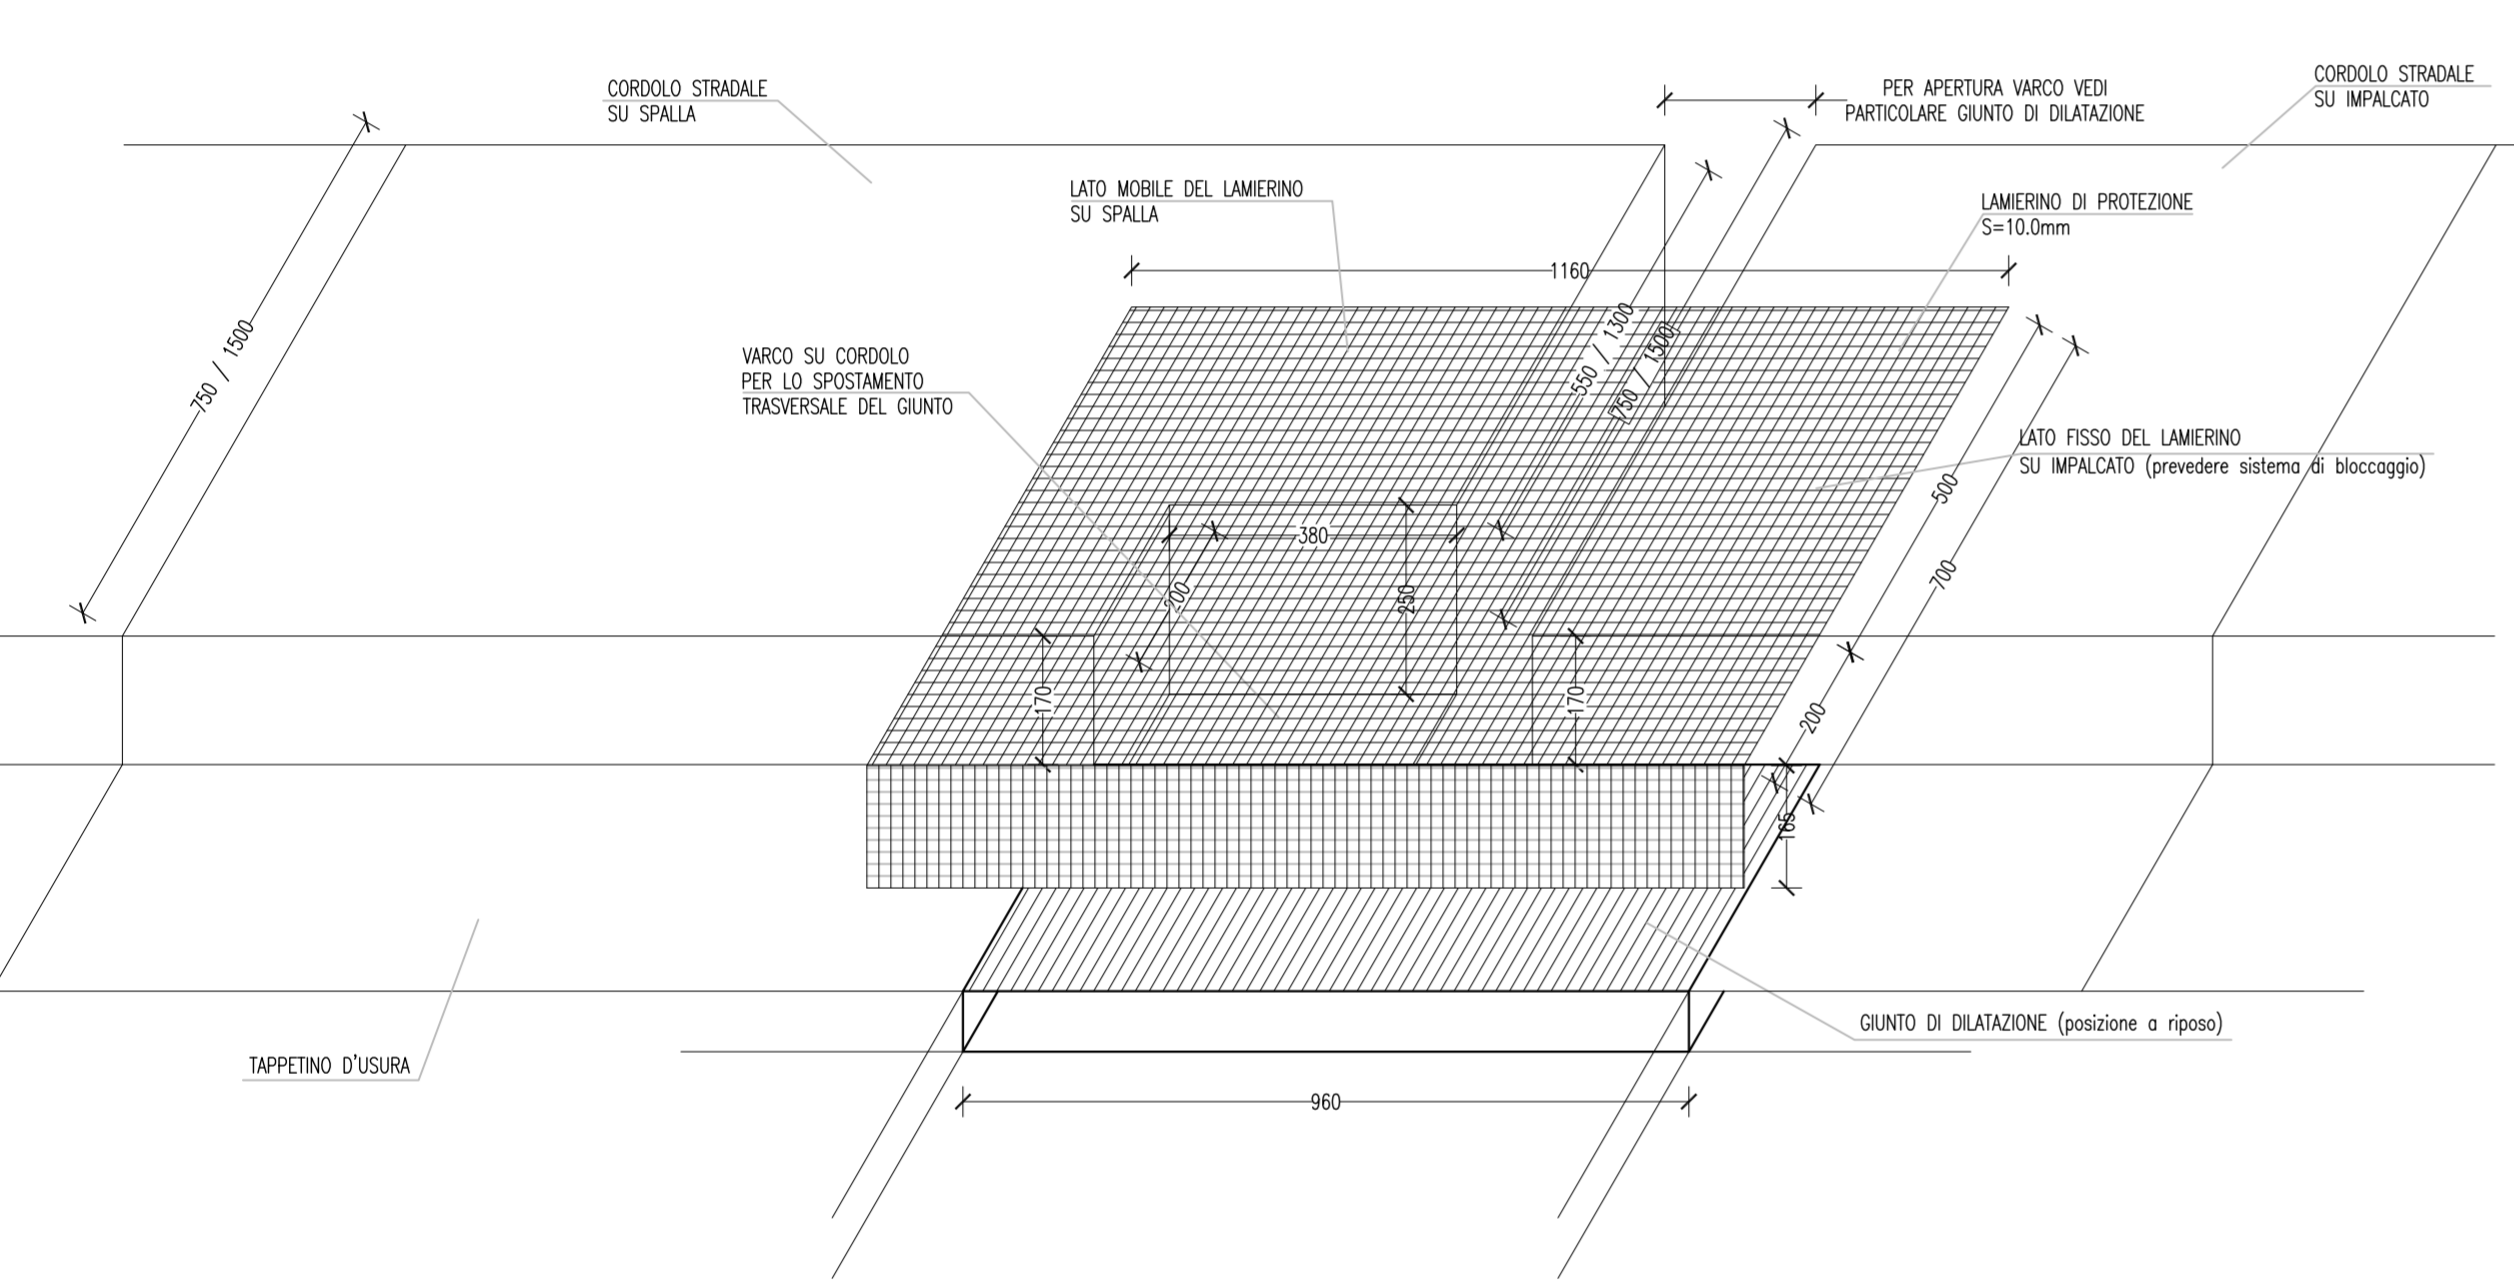 CORDOLO STRADALE
SU SPALLA
PER APERTURA VARCO VEDI
PARTICOLARE GIUNTO DI DILATAZIONE
CORDOLO STRADALE
SU IMPALCATO
LATO MOBILE DEL LAMIERINO
SU SPALLA
LAMIERINO DI PROTEZIONE
S=10.0mm
1160
750 / 1500
550 / 1300
750 / 1500
VARCO SU CORDOLO
PER LO SPOSTAMENTO
TRASVERSALE DEL GIUNTO
LATO FISSO DEL LAMIERINO
SU IMPALCATO (prevedere sistema di bloccaggio)
500
380
700
200
250
170
170
200
165
GIUNTO DI DILATAZIONE (posizione a riposo)
TAPPETINO D'USURA
960